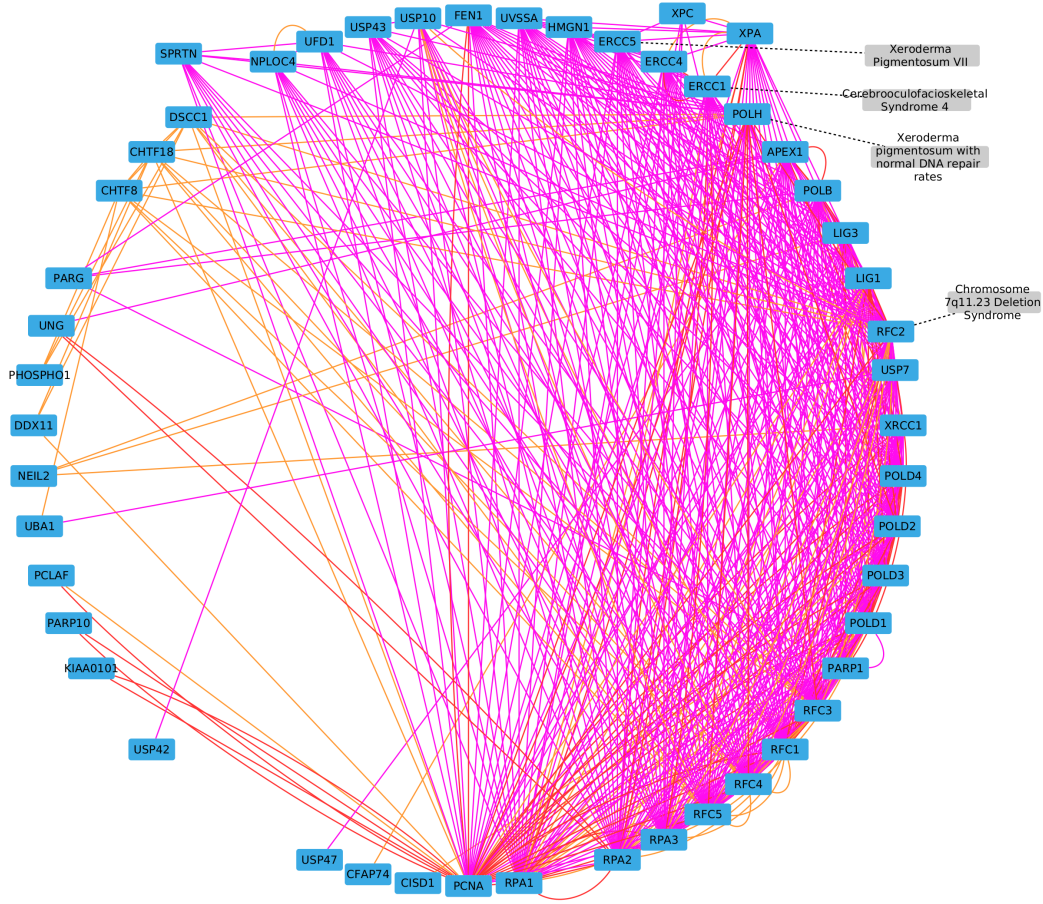 XPC
FEN1
UVSSA
USP10
USP43
HMGN1
XPA
UFD1
ERCC5
SPRTN
NPLOC4
ERCC4
Xeroderma
Pigmentosum VII
ERCC1
Cerebrooculofacioskeletal
Syndrome 4
DSCC1
POLH
CHTF18
APEX1
Xeroderma
pigmentosum with
normal DNA repair
rates
CHTF8
POLB
LIG3
PARG
LIG1
Chromosome
7q11.23 Deletion
Syndrome
UNG
RFC2
PHOSPHO1
USP7
DDX11
XRCC1
NEIL2
POLD4
UBA1
POLD2
PCLAF
POLD3
PARP10
POLD1
KIAA0101
PARP1
RFC3
USP42
RFC1
RFC4
RFC5
RPA3
USP47
RPA2
CFAP74
CISD1
PCNA
RPA1